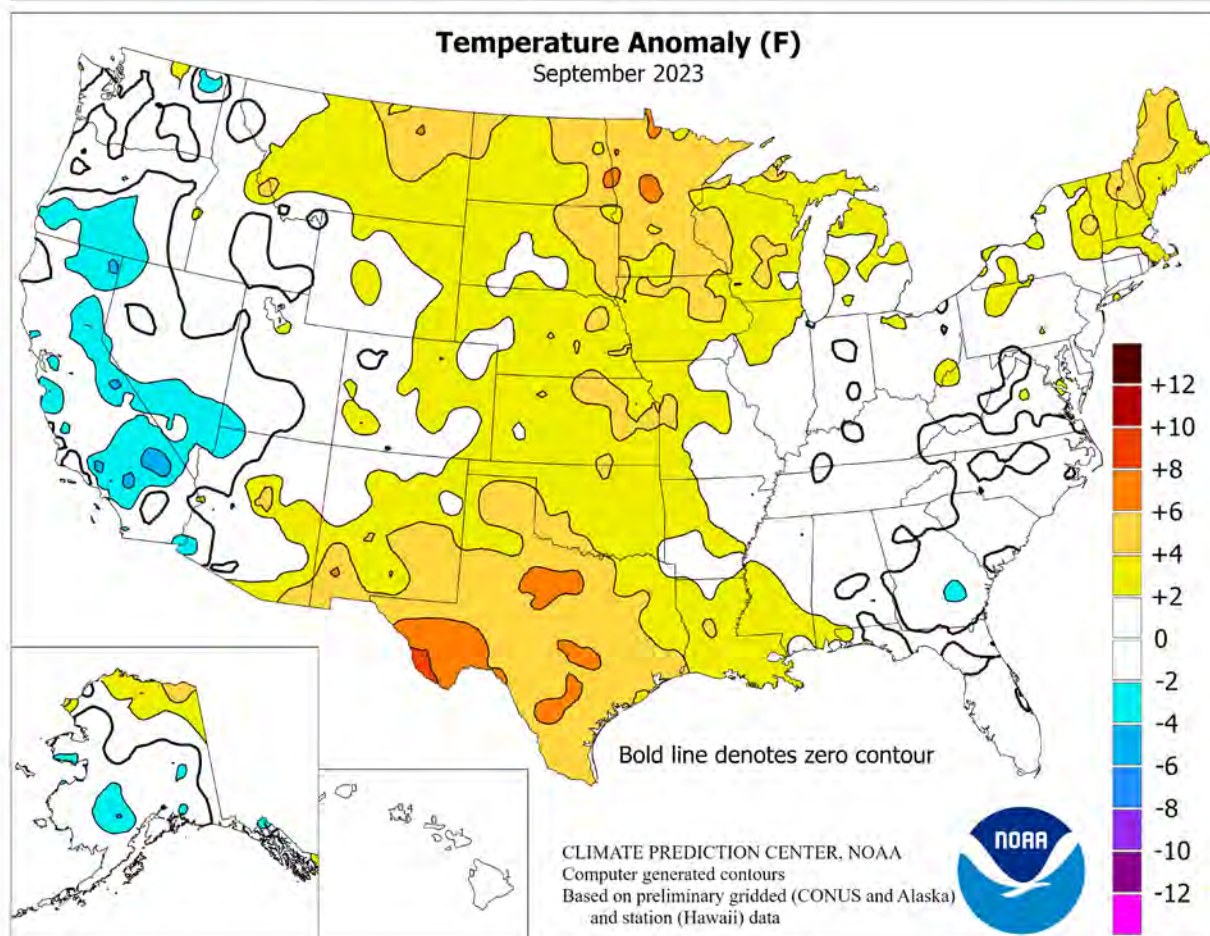 Temperature Anomaly (F)
September 2023
+12
+10
+8
+6
+4
+2
0
-2
-4
-6
-8
-10
-12
Bold line denotes zero contour
CLIMATE PREDICTION CENTER, NOAA
Computer generated contours
Based on preliminary gridded (CONUS and Alaska)
and station (Hawaii) data
NOAA